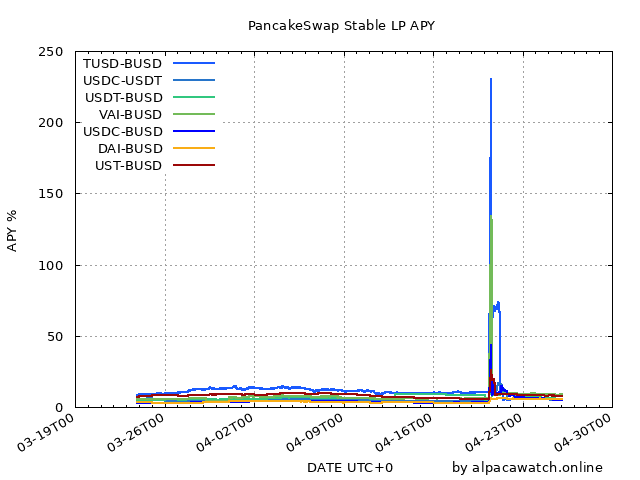 PancakeSwap Stable LP APY
250
200
150
100
50
0
APY %
TUSD-BUSD
USDC-USDT
USDT-BUSD
VAI-BUSD
USDC-BUSD
DAI-BUSD
UST-BUSD
03-19T00
03-26T00
04-02T00
04-09T00
04-16T00
04-23T00
04-30T00
DATE UTC+0
by alpacawatch.online